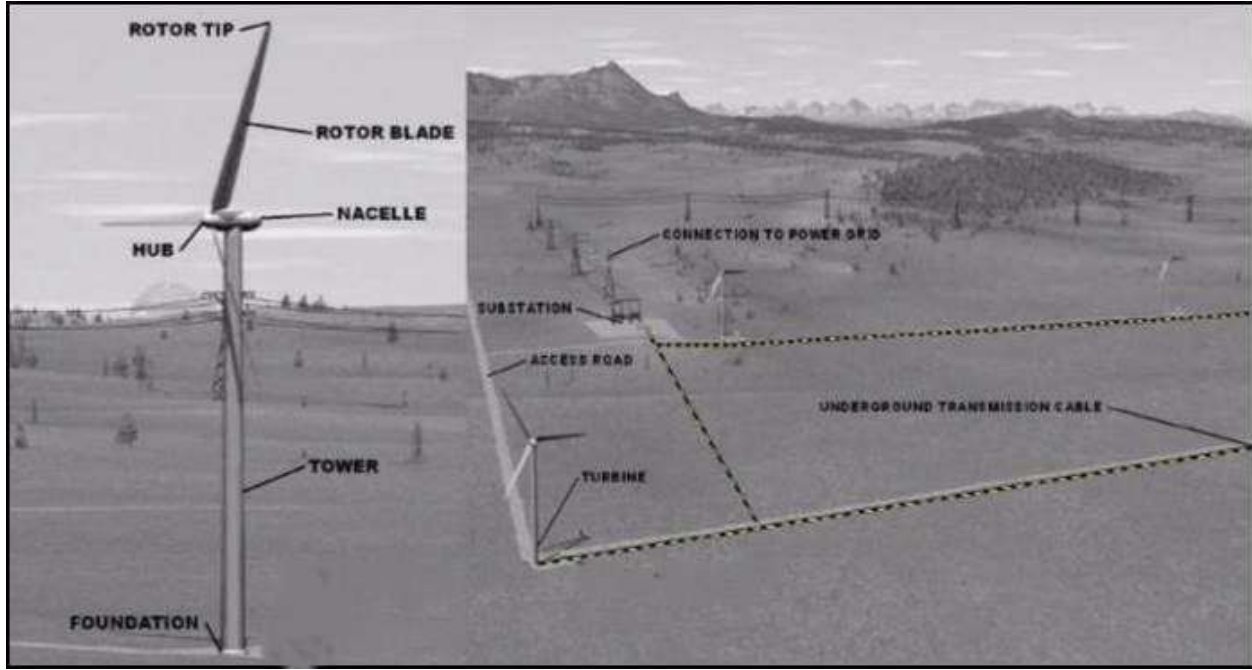 ROTOR TIP
ROTOR BLADE
NACELLE
HUB
TOWER
FOUNDATION
CONNECTION TO POWER GRID
SUBSTATION
ACCESS ROAD
UNDERGROUND TRANSMISSION CABLE
TURBINE